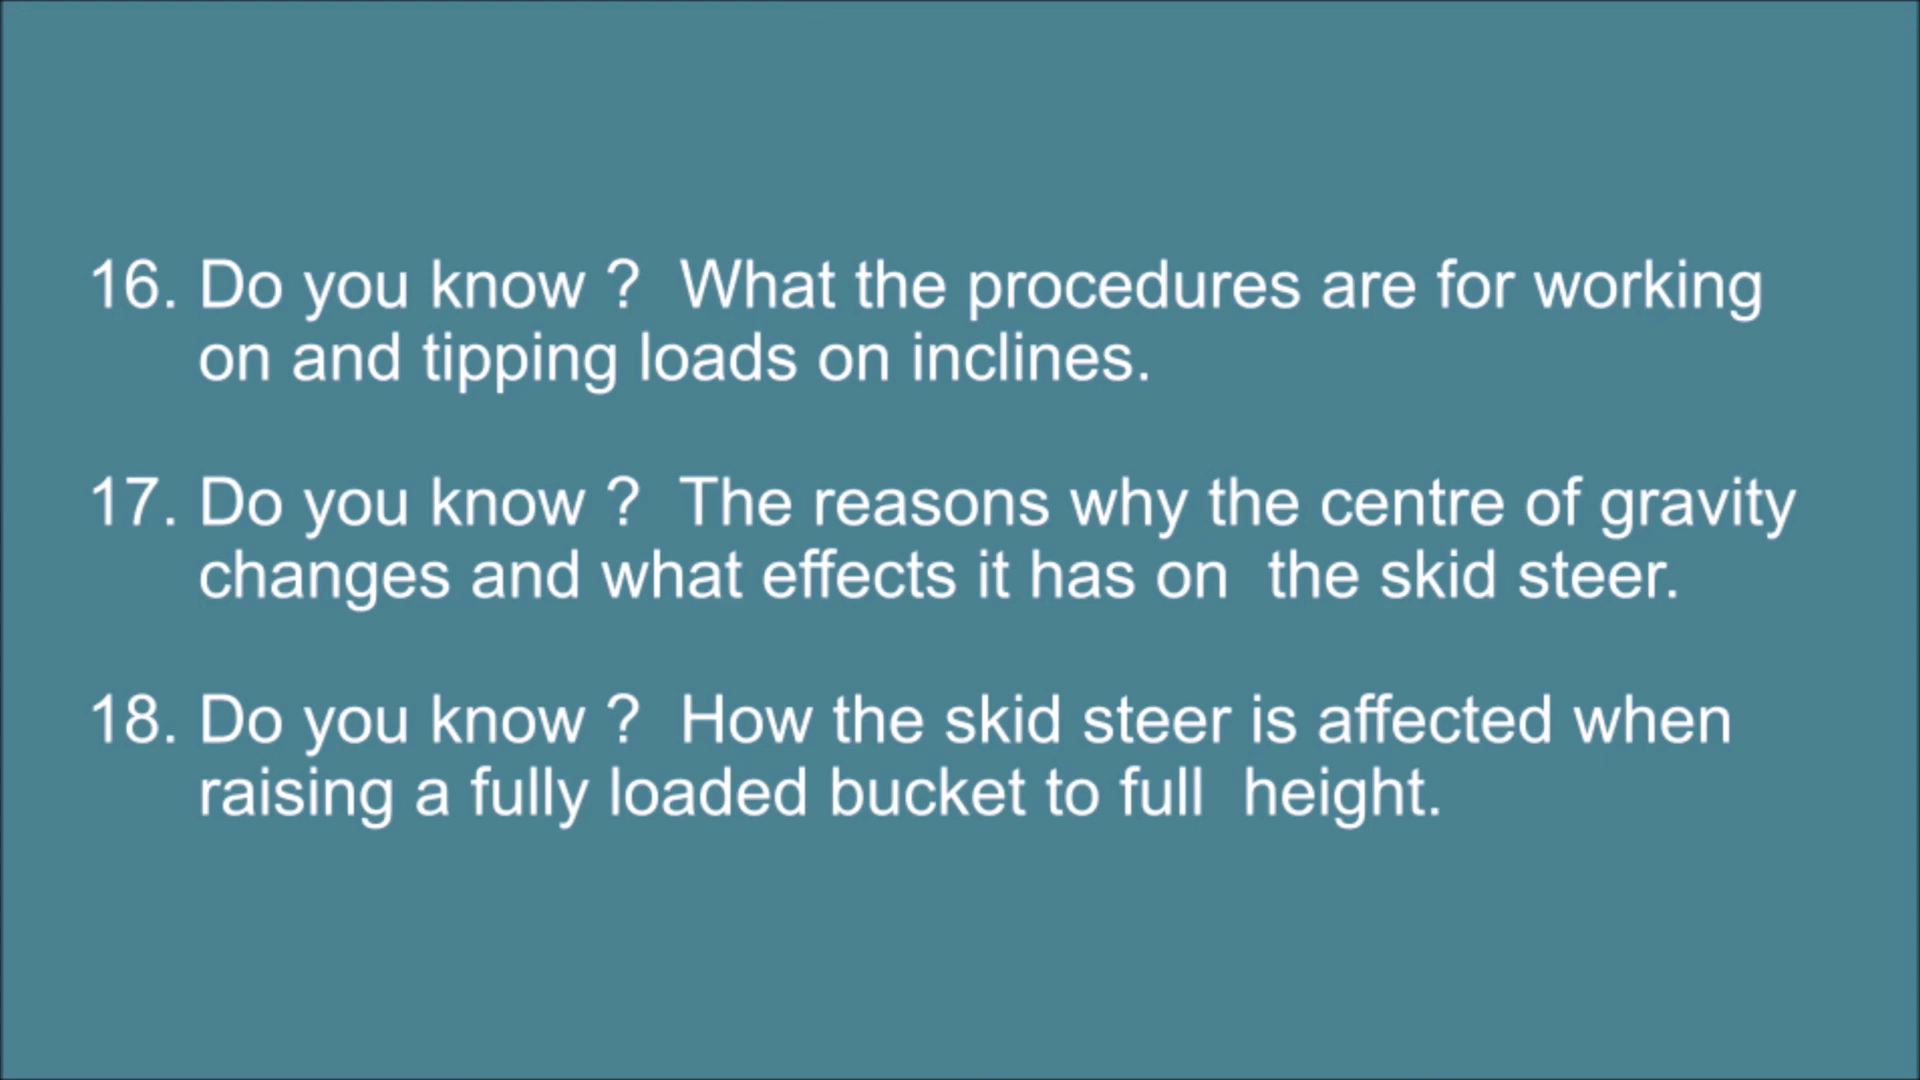 16. Do you know ?  What the procedures are for working
on and tipping loads on inclines.
17. Do you know ?  The reasons why the centre of gravity
changes and what effects it has on  the skid steer.
18. Do you know ?  How the skid steer is affected when
raising a fully loaded bucket to full  height.